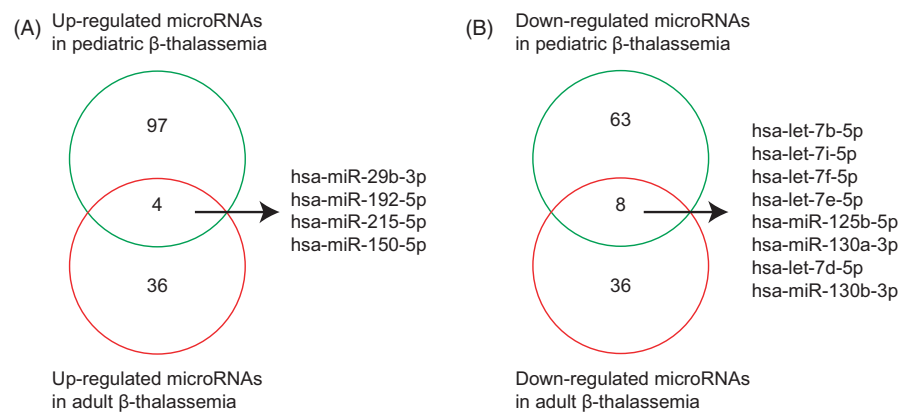 (A)
Up-regulated microRNAs
in pediatric β-thalassemia
97
4
36
hsa-miR-29b-3p
hsa-miR-192-5p
hsa-miR-215-5p
hsa-miR-150-5p
Up-regulated microRNAs
in adult β-thalassemia
(B)
Down-regulated microRNAs
in pediatric β-thalassemia
63
8
36
hsa-let-7b-5p
hsa-let-7i-5p
hsa-let-7f-5p
hsa-let-7e-5p
hsa-miR-125b-5p
hsa-miR-130a-3p
hsa-let-7d-5p
hsa-miR-130b-3p
Down-regulated microRNAs
in adult β-thalassemia